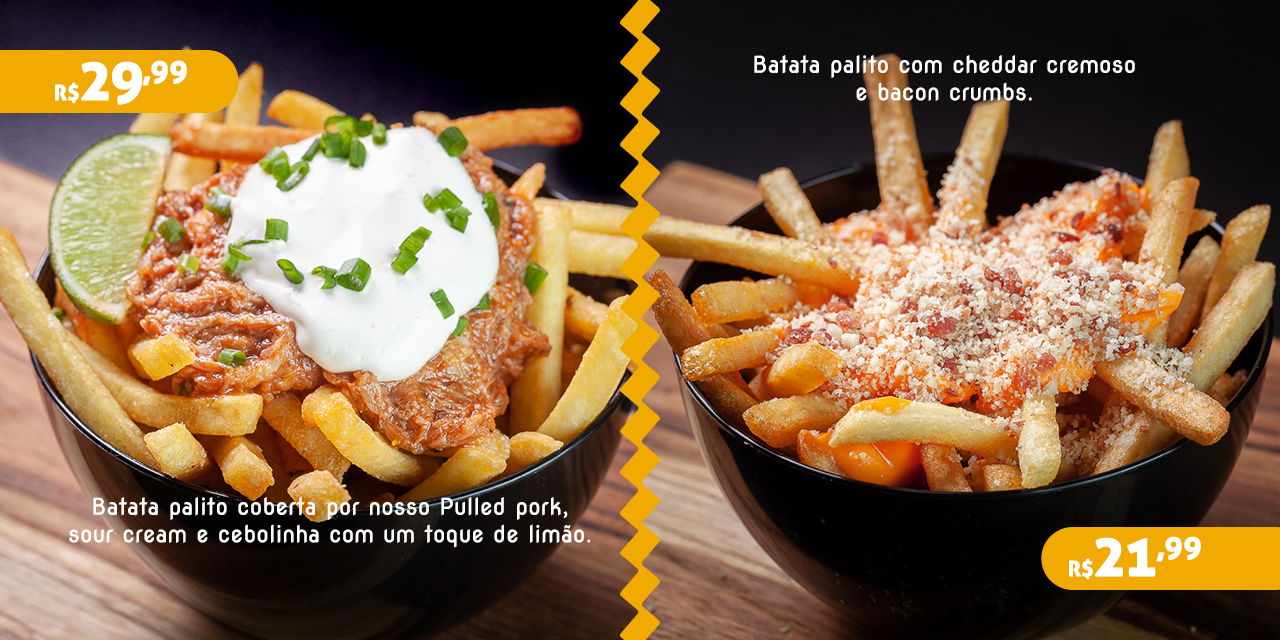 R$29,99
Batata palito coberta por nosso Pulled pork,
sour cream e cebolinha com um toque de limão.
Batata palito com cheddar cremoso
e bacon crumbs.
R$21,99